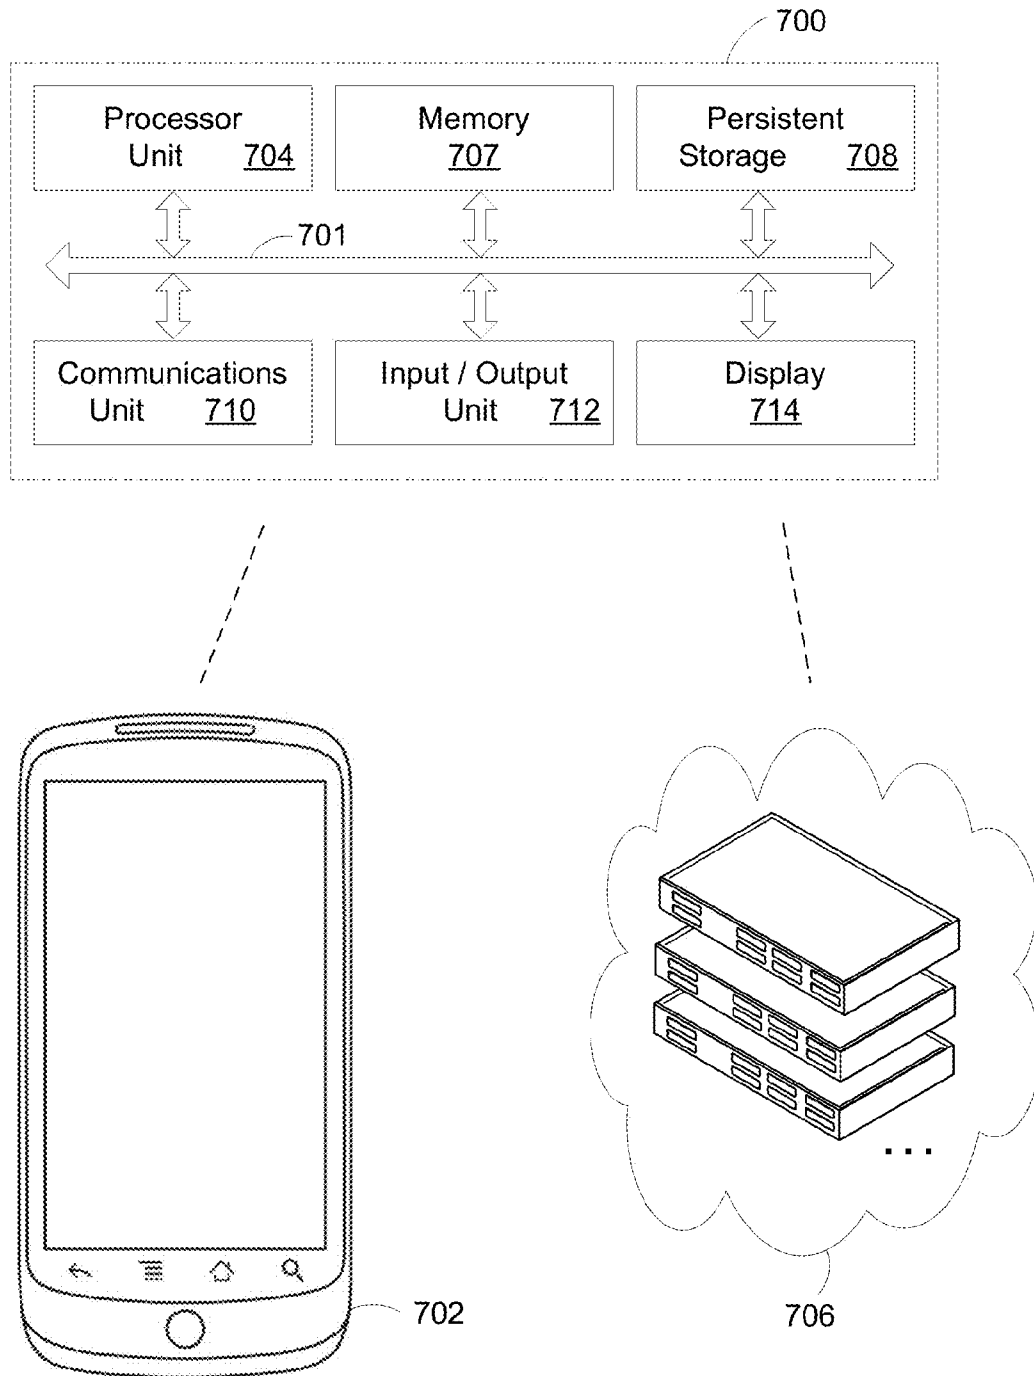 700
Processor
Unit 704
Memory
707
Persistent
Storage 708
701
Communications
Unit 710
Input / Output
Unit 712
Display
714
702
706
...